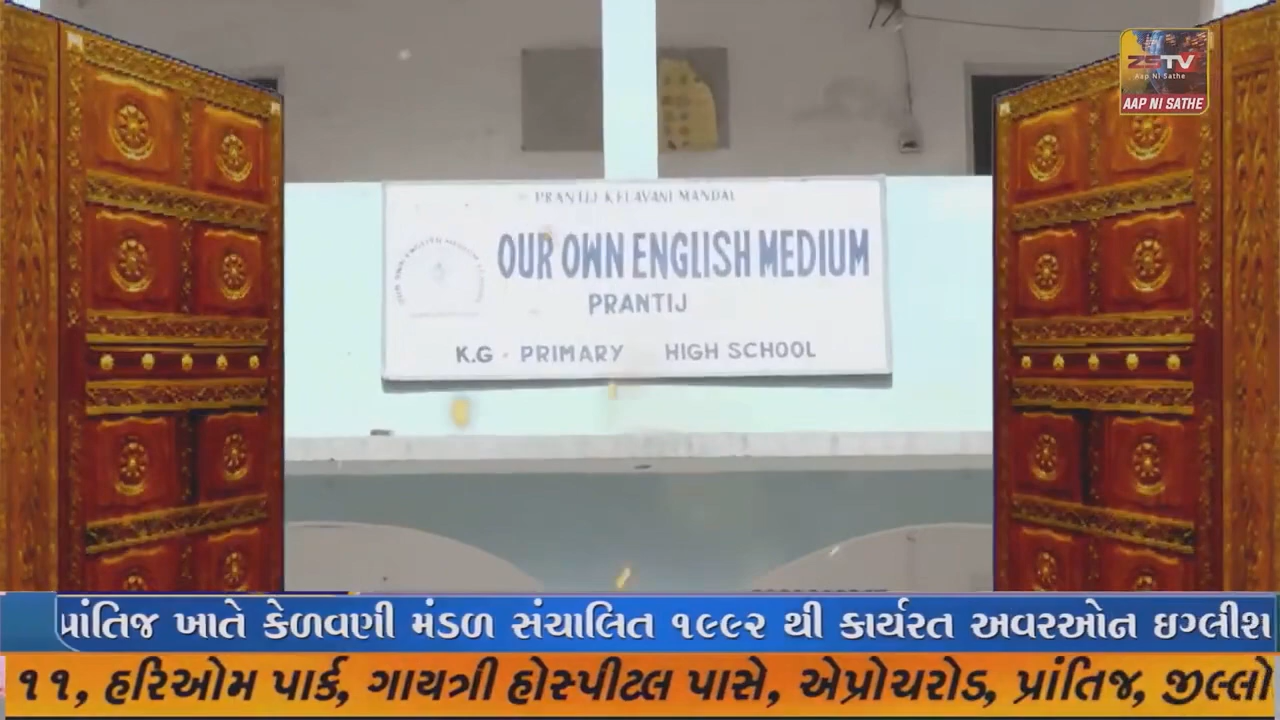 ZSTV
Aap Ni Sathe
AAP NI SATHE
PRANTIJ KELAVANI MANDAL
OUR OWN ENGLISH MEDIUM
PRANTIJ
K.G - PRIMARY HIGH SCHOOL
પ્રાંતિજ ખાતે કેળવણી મંડળ સંચાલિત ૧૯૯૨ થી કાર્યરત અવરઓન ઇગ્લીશ
૧૧, હરિઓમ પાર્ક, ગાયત્રી હોસ્પીટલ પાસે, એપ્રોચરોડ, પ્રાંતિજ, જીલ્લો